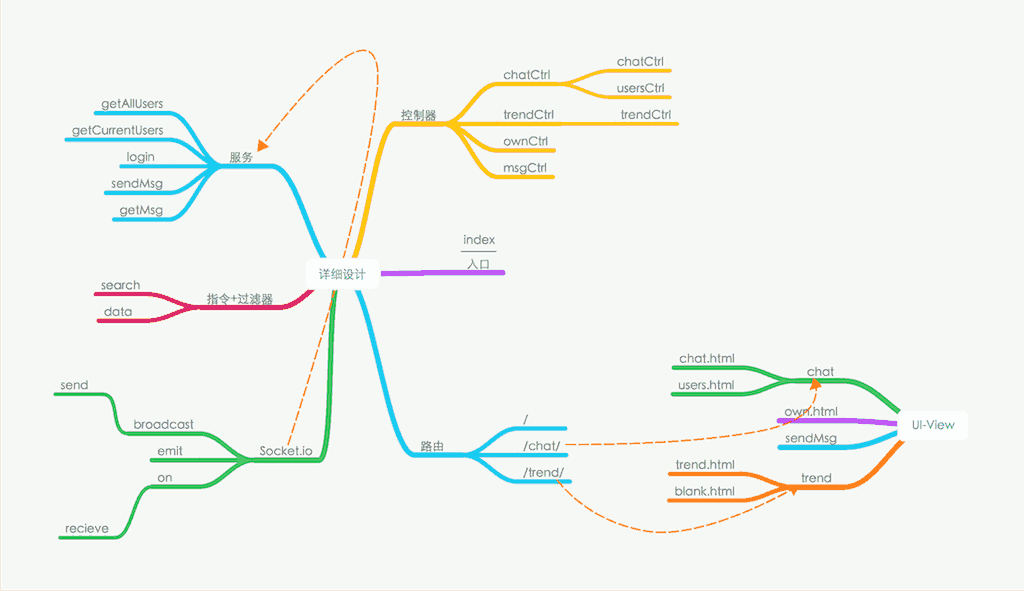 getAllUsers
getCurrentUsers
login
sendMsg
getMsg
服务
控制器
chatCtrl
chatCtrl
usersCtrl
trendCtrl
trendCtrl
ownCtrl
msgCtrl
index
入口
详细设计
search
data
指令+过滤器
send
broadcast
emit
on
recieve
Socket.io
路由
/
/chat/
/trend/
chat.html
users.html
chat
own.html
sendMsg
UI-View
trend.html
blank.html
trend